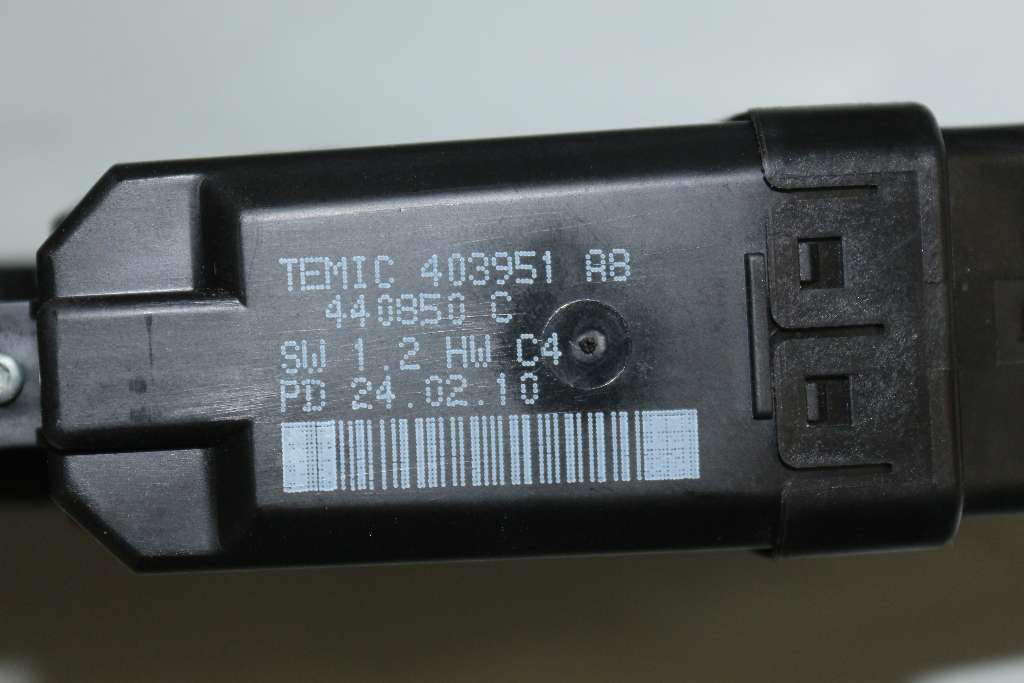 TEMIC 403951 AB
440850 C
SW 1.2 HW C4
PD 24.02.10